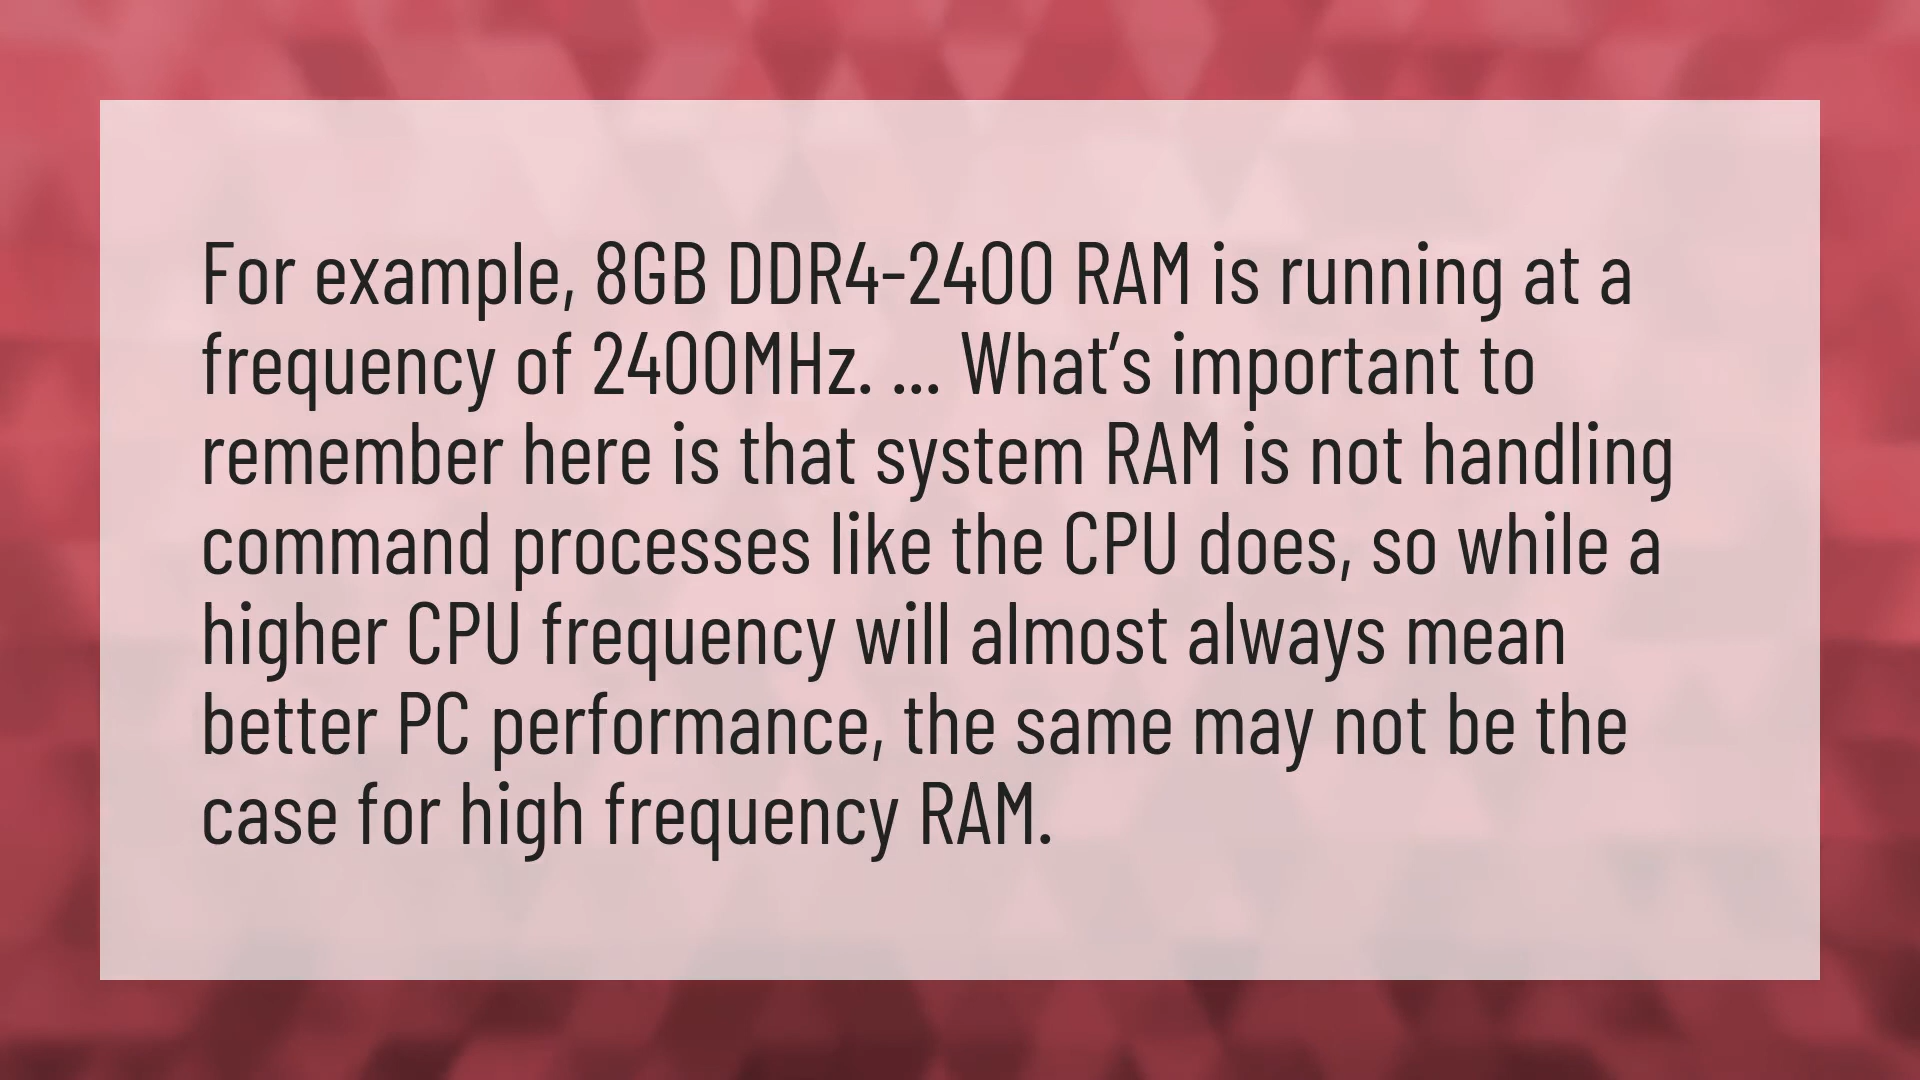 For example, 8GB DDR4-2400 RAM is running at a
frequency of 2400MHz. ... What’s important to
remember here is that system RAM is not handling
command processes like the CPU does, so while a
higher CPU frequency will almost always mean
better PC performance, the same may not be the
case for high frequency RAM.